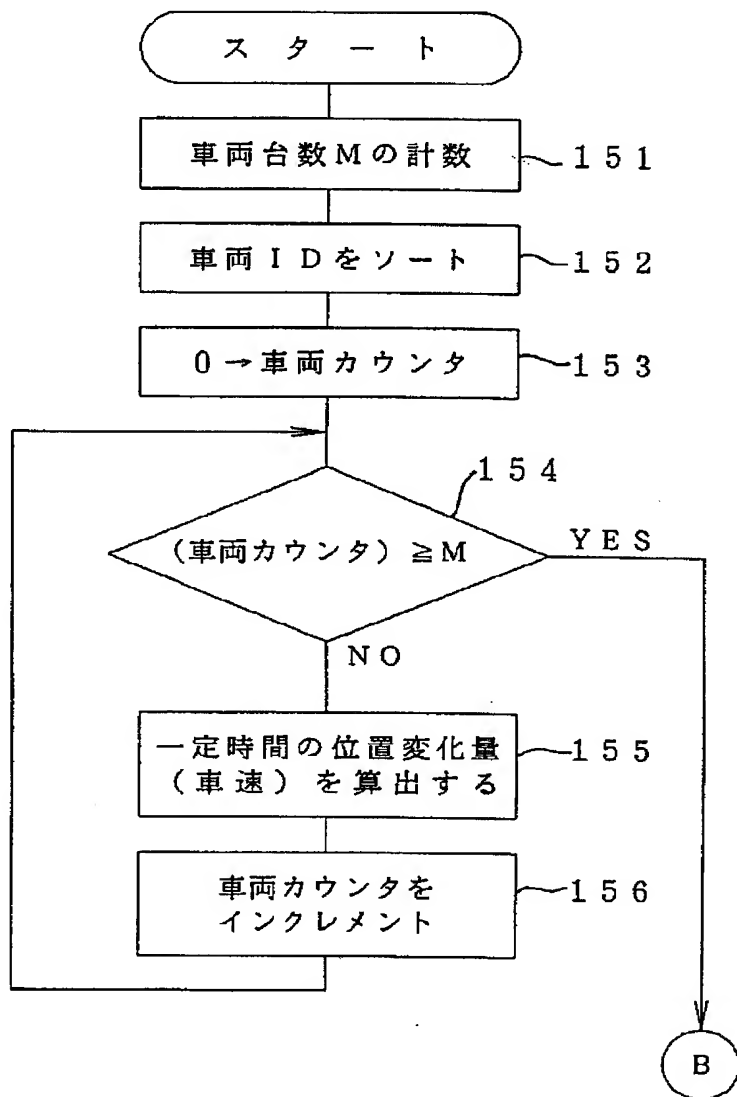 スタート
車両台数Mの計数
151
車両IDをソート
152
0→車両カウンタ
153
154
(車両カウンタ)≧M
YES
NO
一定時間の位置変化量
(車速)を算出する
155
車両カウンタを
インクレメント
156
B